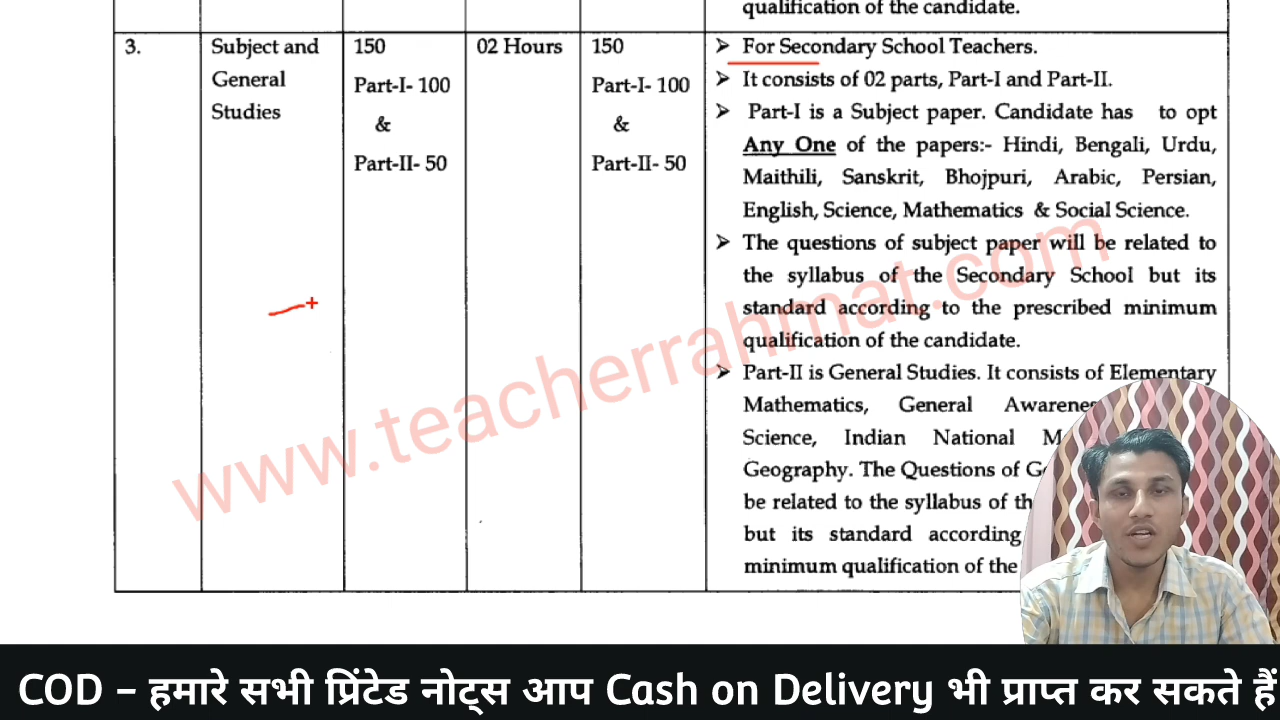 qualification of the candidate.
3.
Subject and
General
Studies
150
Part-I- 100
&
Part-II- 50
02 Hours
150
Part-I- 100
&
Part-II- 50
➤ For Secondary School Teachers.
➤ It consists of 02 parts, Part-I and Part-II.
➤ Part-I is a Subject paper. Candidate has to opt
Any One of the papers:- Hindi, Bengali, Urdu,
Maithili, Sanskrit, Bhojpuri, Arabic, Persian,
English, Science, Mathematics & Social Science.
➤ The questions of subject paper will be related to
the syllabus of the Secondary School but its
standard according to the prescribed minimum
qualification of the candidate.
➤ Part-II is General Studies. It consists of Elementary
Mathematics, General
Science, Indian National
Geography. The Questions of
be related to the syllabus of
but its standard according
minimum qualification of the
www.teacherrahmat.com
COD – हमारे सभी प्रिंटेड नोट्स आप Cash on Delivery भी प्राप्त कर सकते हैं